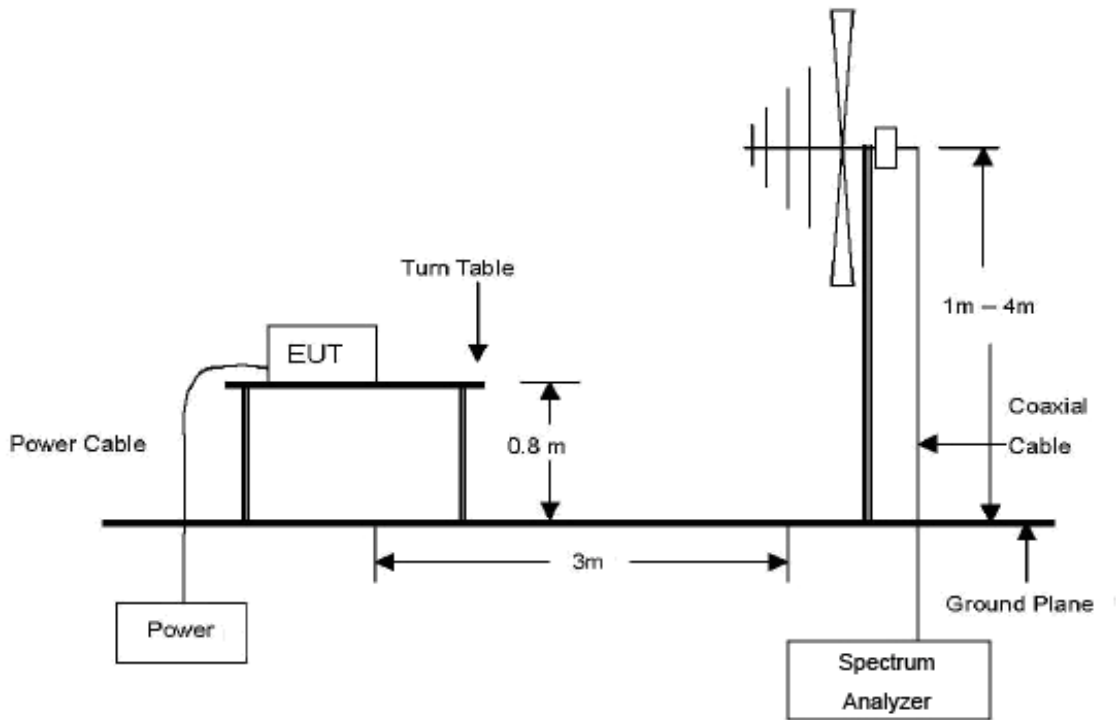 Turn Table
EUT
1m – 4m
Coaxial
Cable
Power Cable
0.8 m
3m
Ground Plane
Power
Spectrum
Analyzer